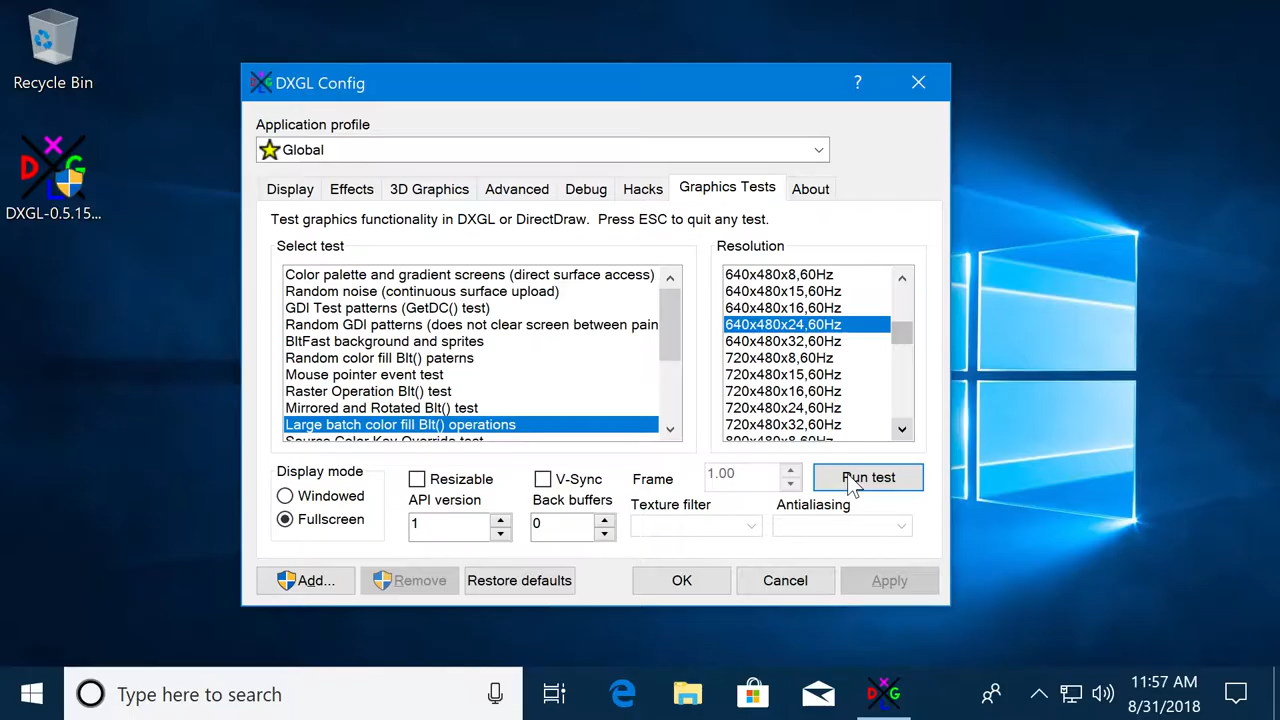 Recycle Bin
DXGL-0.5.15...
DXGL Config
?
Application profile
Global
Display
Effects
3D Graphics
Advanced
Debug
Hacks
Graphics Tests
About
Test graphics functionality in DXGL or DirectDraw.  Press ESC to quit any test.
Select test
Color palette and gradient screens (direct surface access)
Random noise (continuous surface upload)
GDI Test patterns (GetDC() test)
Random GDI patterns (does not clear screen between pain
BltFast background and sprites
Random color fill Blt() paterns
Mouse pointer event test
Raster Operation Blt() test
Mirrored and Rotated Blt() test
Large batch color fill Blt() operations
Source Color Key Override test
Resolution
640x480x8,60Hz
640x480x15,60Hz
640x480x16,60Hz
640x480x24,60Hz
640x480x32,60Hz
720x480x8,60Hz
720x480x15,60Hz
720x480x16,60Hz
720x480x24,60Hz
720x480x32,60Hz
800x480x8,60Hz
Display mode
Windowed
Fullscreen
Resizable
API version
1
V-Sync
Back buffers
0
Frame
1.00
Run test
Texture filter
Antialiasing
Add...
Remove
Restore defaults
OK
Cancel
Apply
Type here to search
11:57 AM
8/31/2018